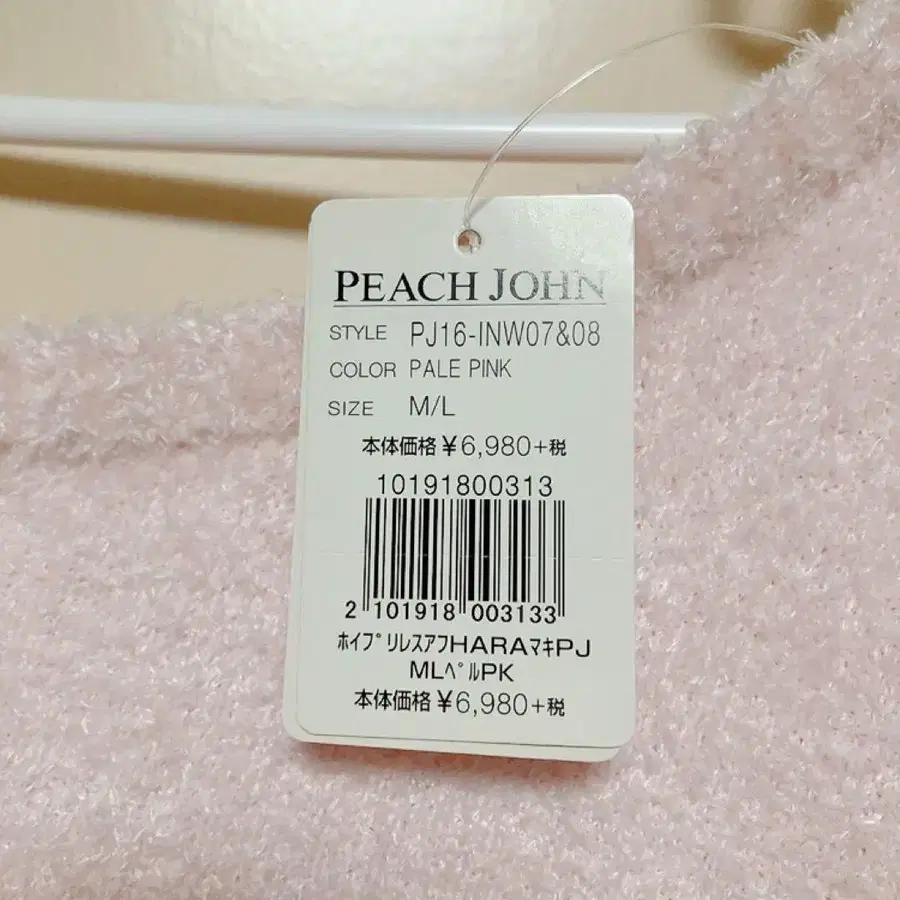 PEACH JOHN
STYLE PJ16-INW07&08
COLOR PALE PINK
SIZE M/L
本体価格¥6,980+税
10191800313
2 101918 003133
ﾎｲﾌﾟﾘﾚｽｱﾌHARAﾏｷPJ
MLﾍﾟﾙPK
本体価格¥6,980+税